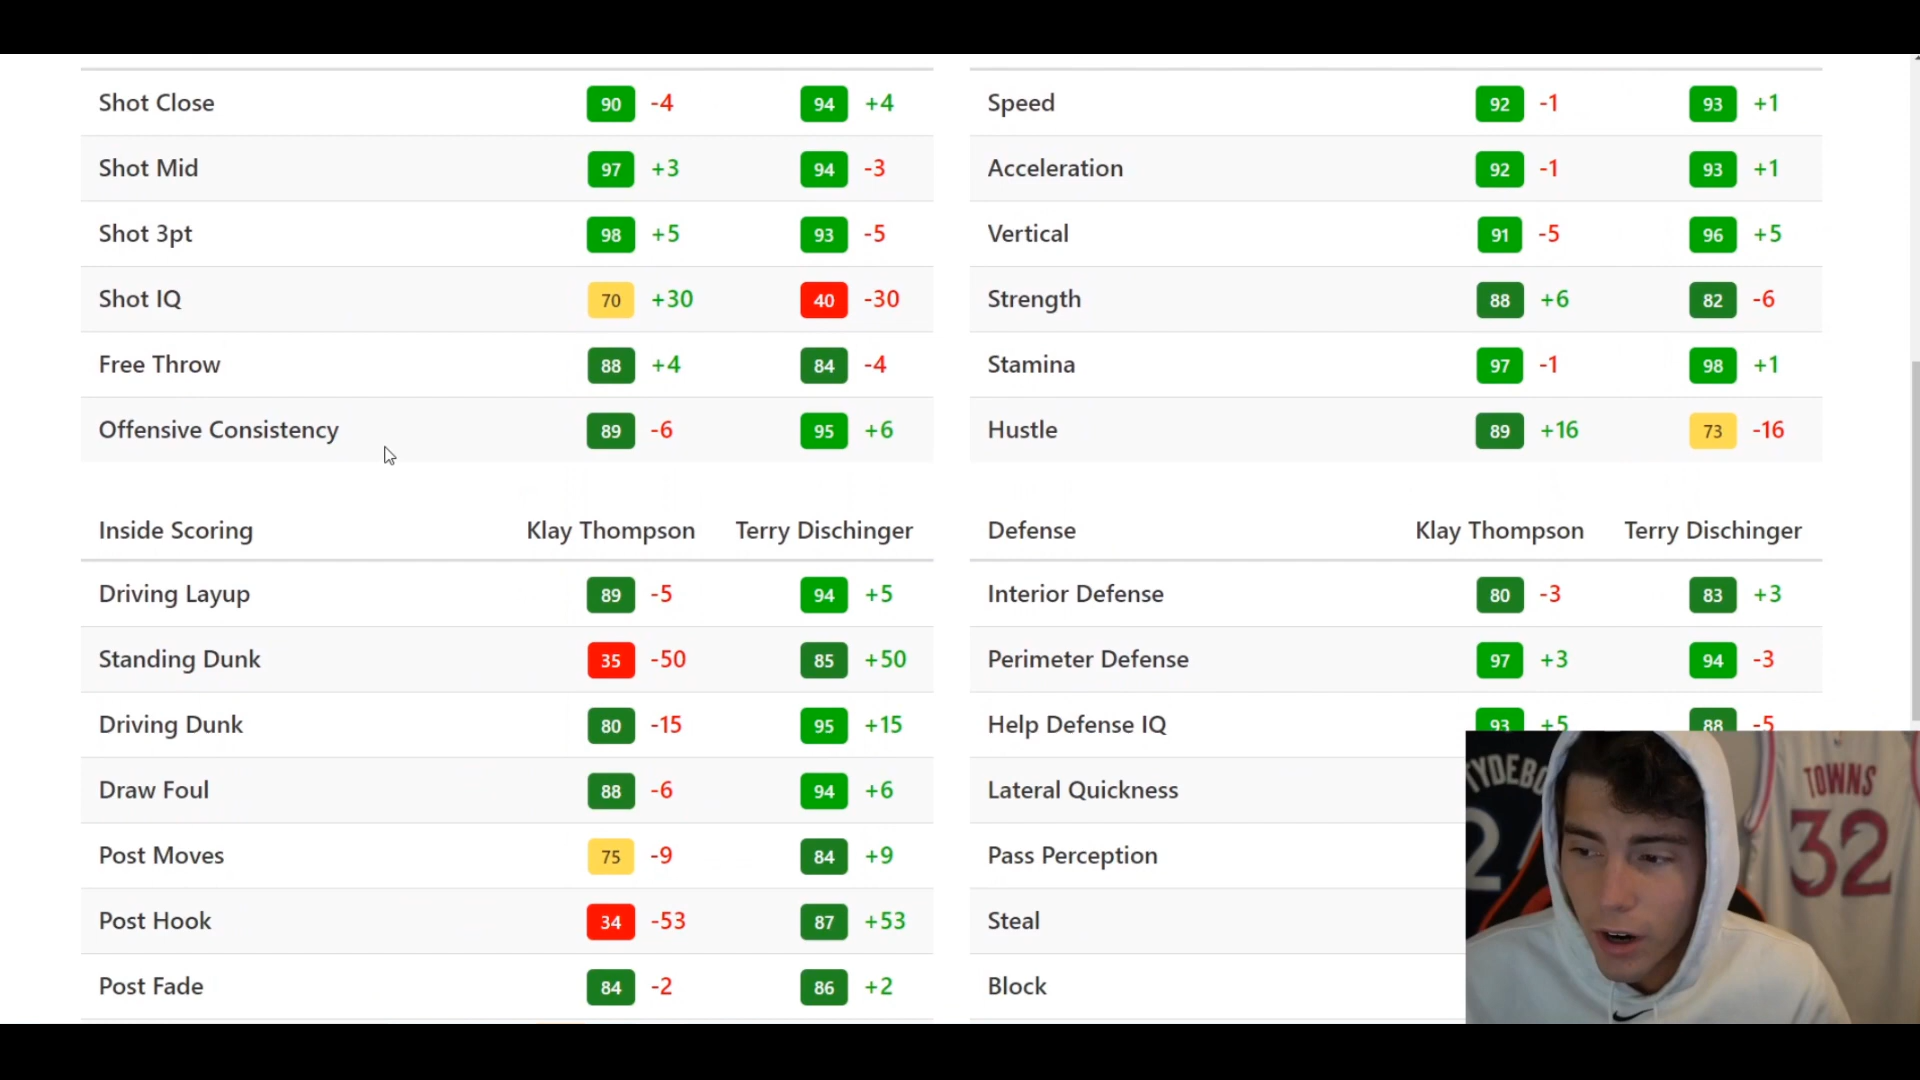 Shot Close 90 -4 94 +4
Shot Mid 97 +3 94 -3
Shot 3pt 98 +5 93 -5
Shot IQ 70 +30 40 -30
Free Throw 88 +4 84 -4
Offensive Consistency 89 -6 95 +6
Speed 92 -1 93 +1
Acceleration 92 -1 93 +1
Vertical 91 -5 96 +5
Strength 88 +6 82 -6
Stamina 97 -1 98 +1
Hustle 89 +16 73 -16
Inside Scoring Klay Thompson Terry Dischinger
Driving Layup 89 -5 94 +5
Standing Dunk 35 -50 85 +50
Driving Dunk 80 -15 95 +15
Draw Foul 88 -6 94 +6
Post Moves 75 -9 84 +9
Post Hook 34 -53 87 +53
Post Fade 84 -2 86 +2
Defense Klay Thompson Terry Dischinger
Interior Defense 80 -3 83 +3
Perimeter Defense 97 +3 94 -3
Help Defense IQ 93 +5 88 -5
Lateral Quickness
Pass Perception
Steal
Block
TYDEBO
2
TOWNS
32